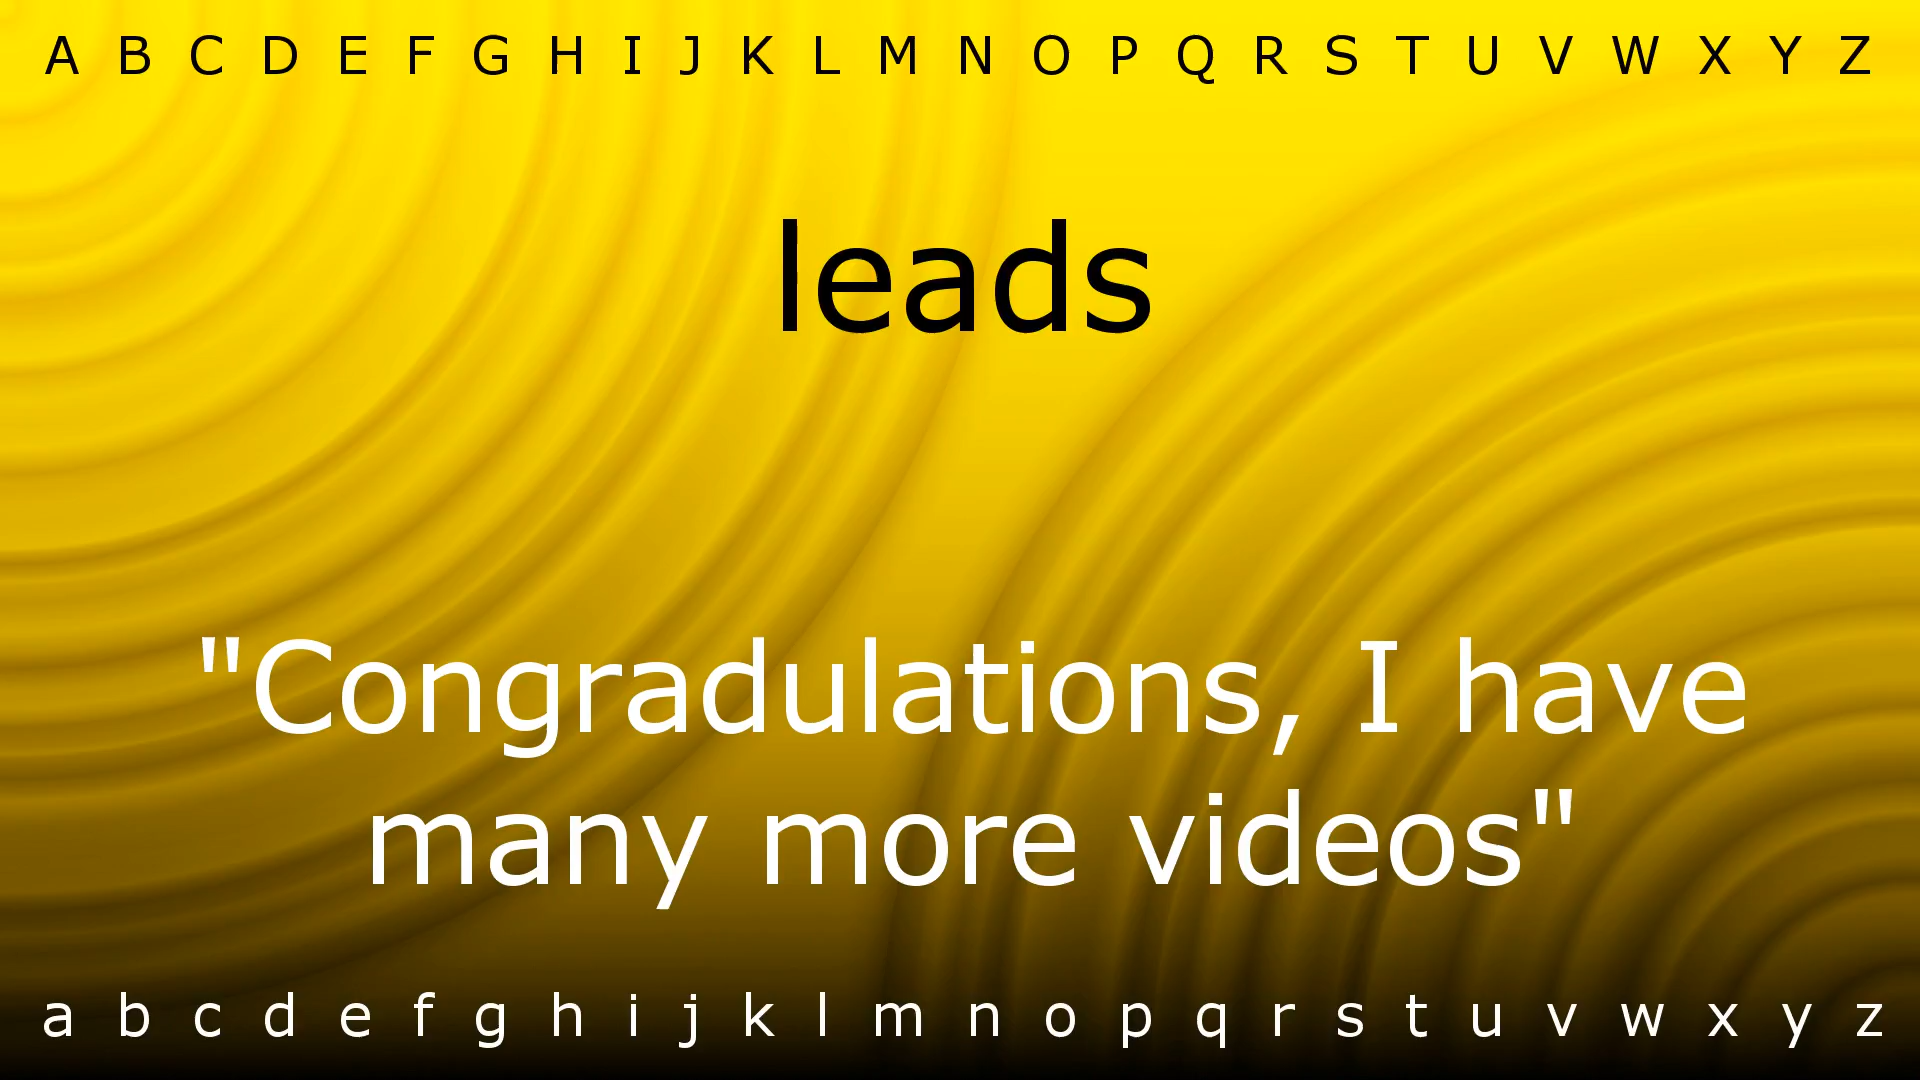 A B C D E F G H I J K L M N O P Q R S T U V W X Y Z
leads
"Congradulations, I have
many more videos"
a b c d e f g h i j k l m n o p q r s t u v w x y z